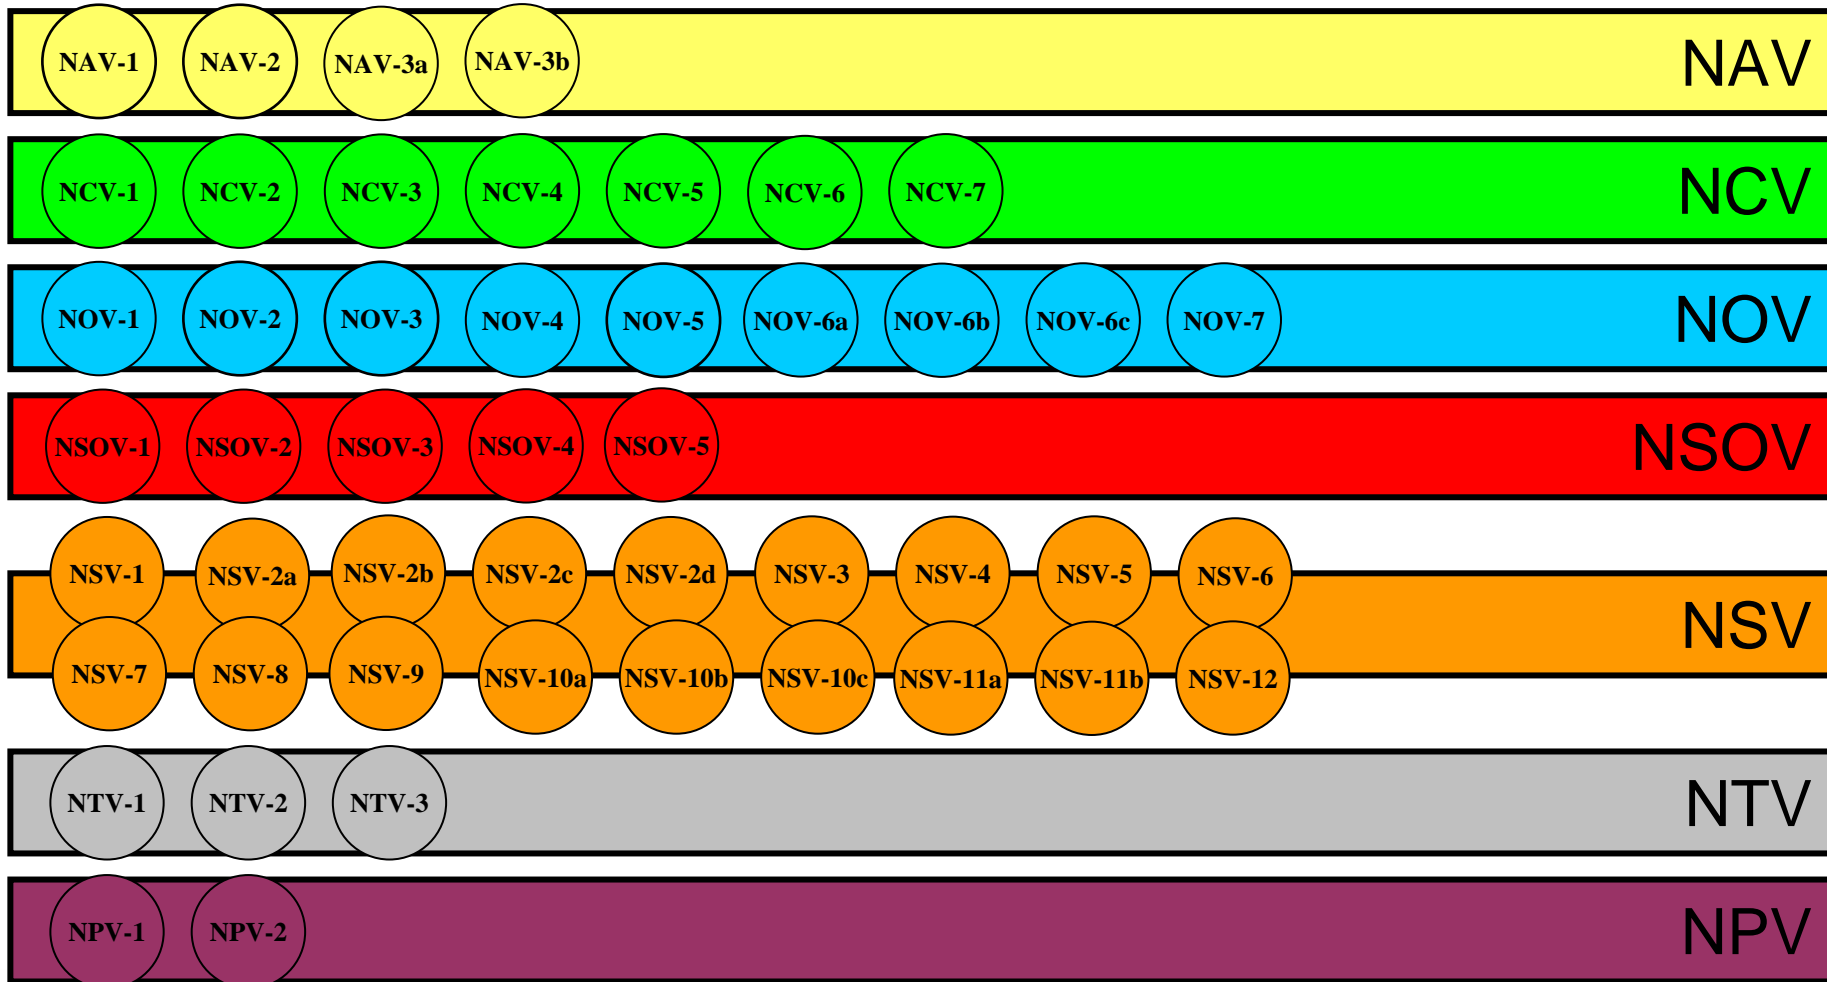 NAV-1 NAV-2 NAV-3a NAV-3b NAV
NCV-1 NCV-2 NCV-3 NCV-4 NCV-5 NCV-6 NCV-7 NCV
NOV-1 NOV-2 NOV-3 NOV-4 NOV-5 NOV-6a NOV-6b NOV-6c NOV-7 NOV
NSOV-1 NSOV-2 NSOV-3 NSOV-4 NSOV-5 NSOV
NSV-1 NSV-2a NSV-2b NSV-2c NSV-2d NSV-3 NSV-4 NSV-5 NSV-6
NSV
NSV-7 NSV-8 NSV-9 NSV-10a NSV-10b NSV-10c NSV-11a NSV-11b NSV-12
NTV-1 NTV-2 NTV-3 NTV
NPV-1 NPV-2 NPV